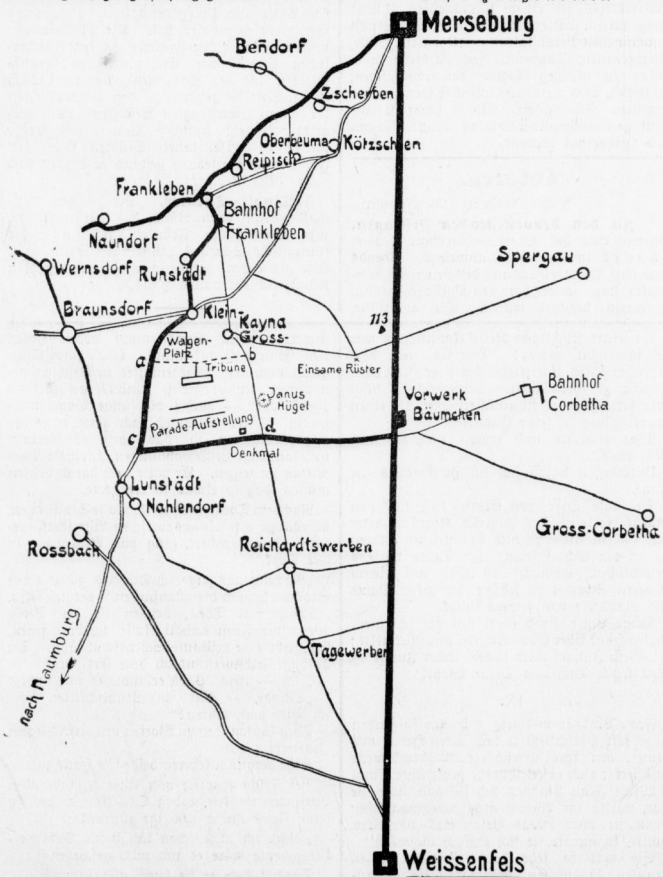 Merseburg
Bendorf
Zscherben
Oberbeuma
Kötzschen
Reipisch
Frankleben
Bahnhof
Frankleben
Naundorf
Wernsdorf
Runstädt
Spergau
Braunsdorf
Klein-
Kayna
Gross-
113
Wagen-
Platz
a
Tribune
b
Einsame Rüster
Janus
Hügel
Vorwerk
Bäumchen
Bahnhof
Corbetha
Parade Aufstellung
c
d
Denkmal
Lunstädt
Nahlendorf
Gross-Corbetha
Rossbach
Reichardtswerben
Tagewerben
nach Naumburg
Weissenfels